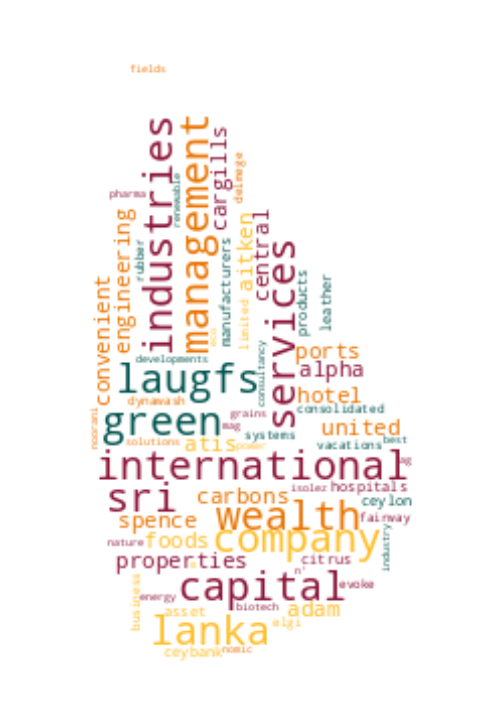 fields
industries
management
cargills
delmege
pharma
renewable
engineering
rubber
manufacturers
limited
aitken
central
services
products
leather
convenient
eco
developments
consultancy
ports
laugfs
alpha
dynawash
hotel
green
grains
consolidated
noorani
mag
united
solutions
atis
power
systems
vacations
best
international
ag
sri
carbons
isolez
hospitals
wealth
ceylon
spence
fairway
nature
foods
company
industry
properties
citrus
n'
capital
evoke
business
energy
biotech
asset
adam
lanka
elgi
ceybank
nomic